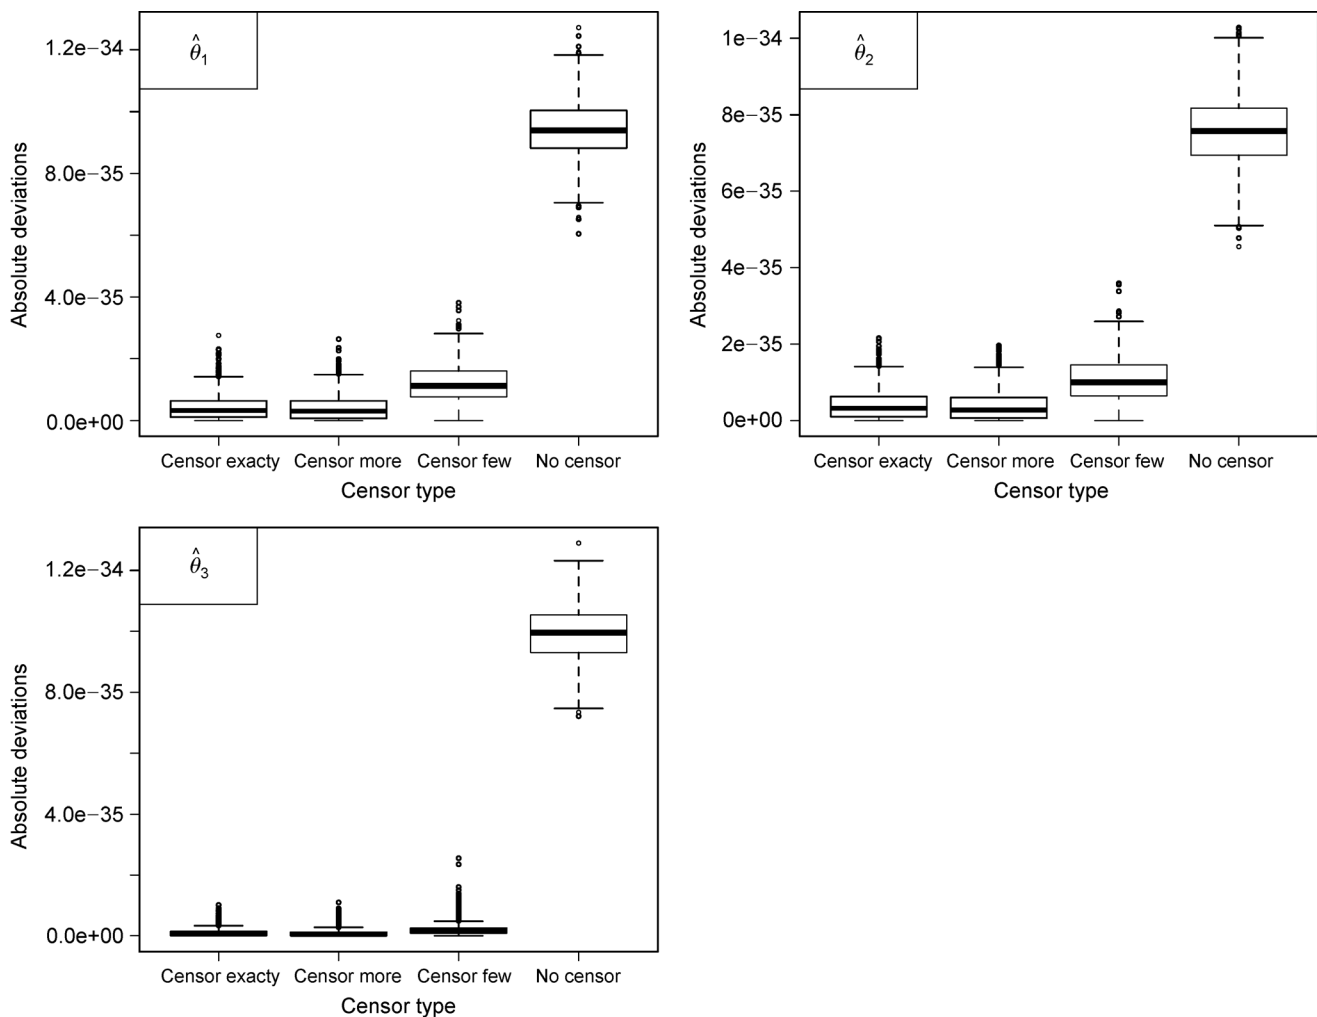 θ̂₁
Absolute deviations
1.2e−34
8.0e−35
4.0e−35
0.0e+00
Censor exacty Censor more Censor few No censor
Censor type
θ̂₂
Absolute deviations
1e−34
8e−35
6e−35
4e−35
2e−35
0e+00
Censor exacty Censor more Censor few No censor
Censor type
θ̂₃
Absolute deviations
1.2e−34
8.0e−35
4.0e−35
0.0e+00
Censor exacty Censor more Censor few No censor
Censor type